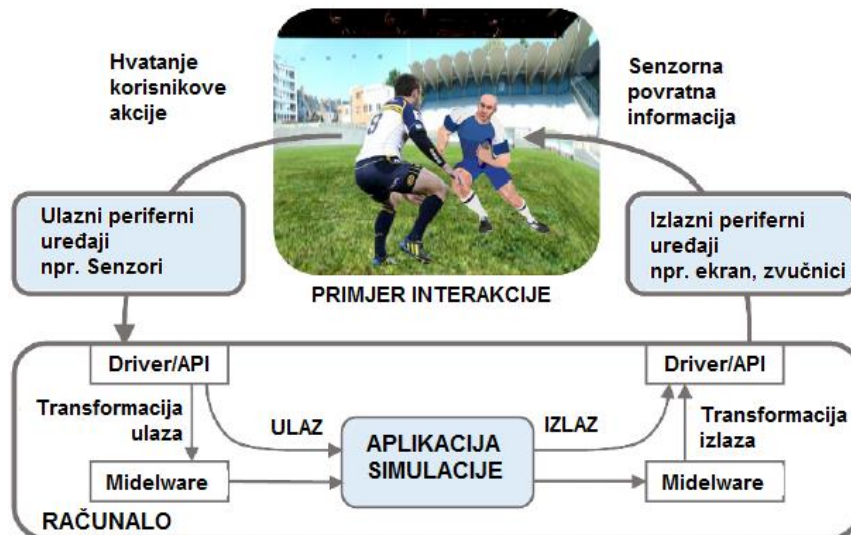 Hvatanje
korisnikove
akcije
Senzorna
povratna
informacija
Ulazni periferni
uređaji
npr. Senzori
Izlazni periferni
uređaji
npr. ekran, zvučnici
PRIMJER INTERAKCIJE
Driver/API
Driver/API
Transformacija
ulaza
ULAZ
APLIKACIJA
SIMULACIJE
IZLAZ
Transformacija
izlaza
Midelware
Midelware
RAČUNALO
9